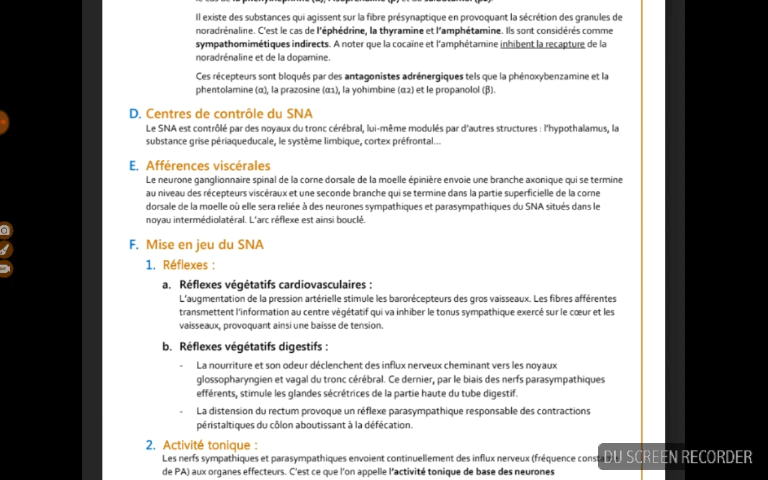 le cas de la phényléphrine (α), l'isoprénaline (β) et de salbutamol (β2).
Il existe des substances qui agissent sur la fibre présynaptique en provoquant la sécrétion des granules de
noradrénaline. C'est le cas de l'éphédrine, la thyramine et l'amphétamine. Ils sont considérés comme
sympathomimétiques indirects. A noter que la cocaïne et l'amphétamine inhibent la recapture de la
noradrénaline et de la dopamine.
Ces récepteurs sont bloqués par des antagonistes adrénergiques tels que la phénoxybenzamine et la
phentolamine (α), la prazosine (α1), la yohimbine (α2) et le propanolol (β).
D. Centres de contrôle du SNA
Le SNA est contrôlé par des noyaux du tronc cérébral, lui-même modulés par d'autres structures : l'hypothalamus, la
substance grise périaqueducale, le système limbique, cortex préfrontal...
E. Afférences viscérales
Le neurone ganglionnaire spinal de la corne dorsale de la moelle épinière envoie une branche axonique qui se termine
au niveau des récepteurs viscéraux et une seconde branche qui se termine dans la partie superficielle de la corne
dorsale de la moelle où elle sera reliée à des neurones sympathiques et parasympathiques du SNA situés dans le
noyau intermédiolatéral. L'arc réflexe est ainsi bouclé.
F. Mise en jeu du SNA
1. Réflexes :
a. Réflexes végétatifs cardiovasculaires :
L'augmentation de la pression artérielle stimule les barorécepteurs des gros vaisseaux. Les fibres afférentes
transmettent l'information au centre végétatif qui va inhiber le tonus sympathique exercé sur le cœur et les
vaisseaux, provoquant ainsi une baisse de tension.
b. Réflexes végétatifs digestifs :
- La nourriture et son odeur déclenchent des influx nerveux cheminant vers les noyaux
glossopharyngien et vagal du tronc cérébral. Ce dernier, par le biais des nerfs parasympathiques
efférents, stimule les glandes sécrétrices de la partie haute du tube digestif.
- La distension du rectum provoque un réflexe parasympathique responsable des contractions
péristaltiques du côlon aboutissant à la défécation.
2. Activité tonique :
Les nerfs sympathiques et parasympathiques envoient continuellement des influx nerveux (fréquence constante
de PA) aux organes effecteurs. C'est ce que l'on appelle l'activité tonique de base des neurones
DU SCREEN RECORDER